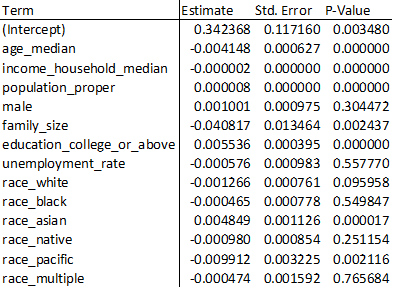 Term Estimate Std. Error P-Value
(Intercept) 0.342368 0.117160 0.003480
age_median -0.004148 0.000627 0.000000
income_household_median -0.000002 0.000000 0.000000
population_proper 0.000008 0.000000 0.000000
male 0.001001 0.000975 0.304472
family_size -0.040817 0.013464 0.002437
education_college_or_above 0.005536 0.000395 0.000000
unemployment_rate -0.000576 0.000983 0.557770
race_white -0.001266 0.000761 0.095958
race_black -0.000465 0.000778 0.549847
race_asian 0.004849 0.001126 0.000017
race_native -0.000980 0.000854 0.251154
race_pacific -0.009912 0.003225 0.002116
race_multiple -0.000474 0.001592 0.765684